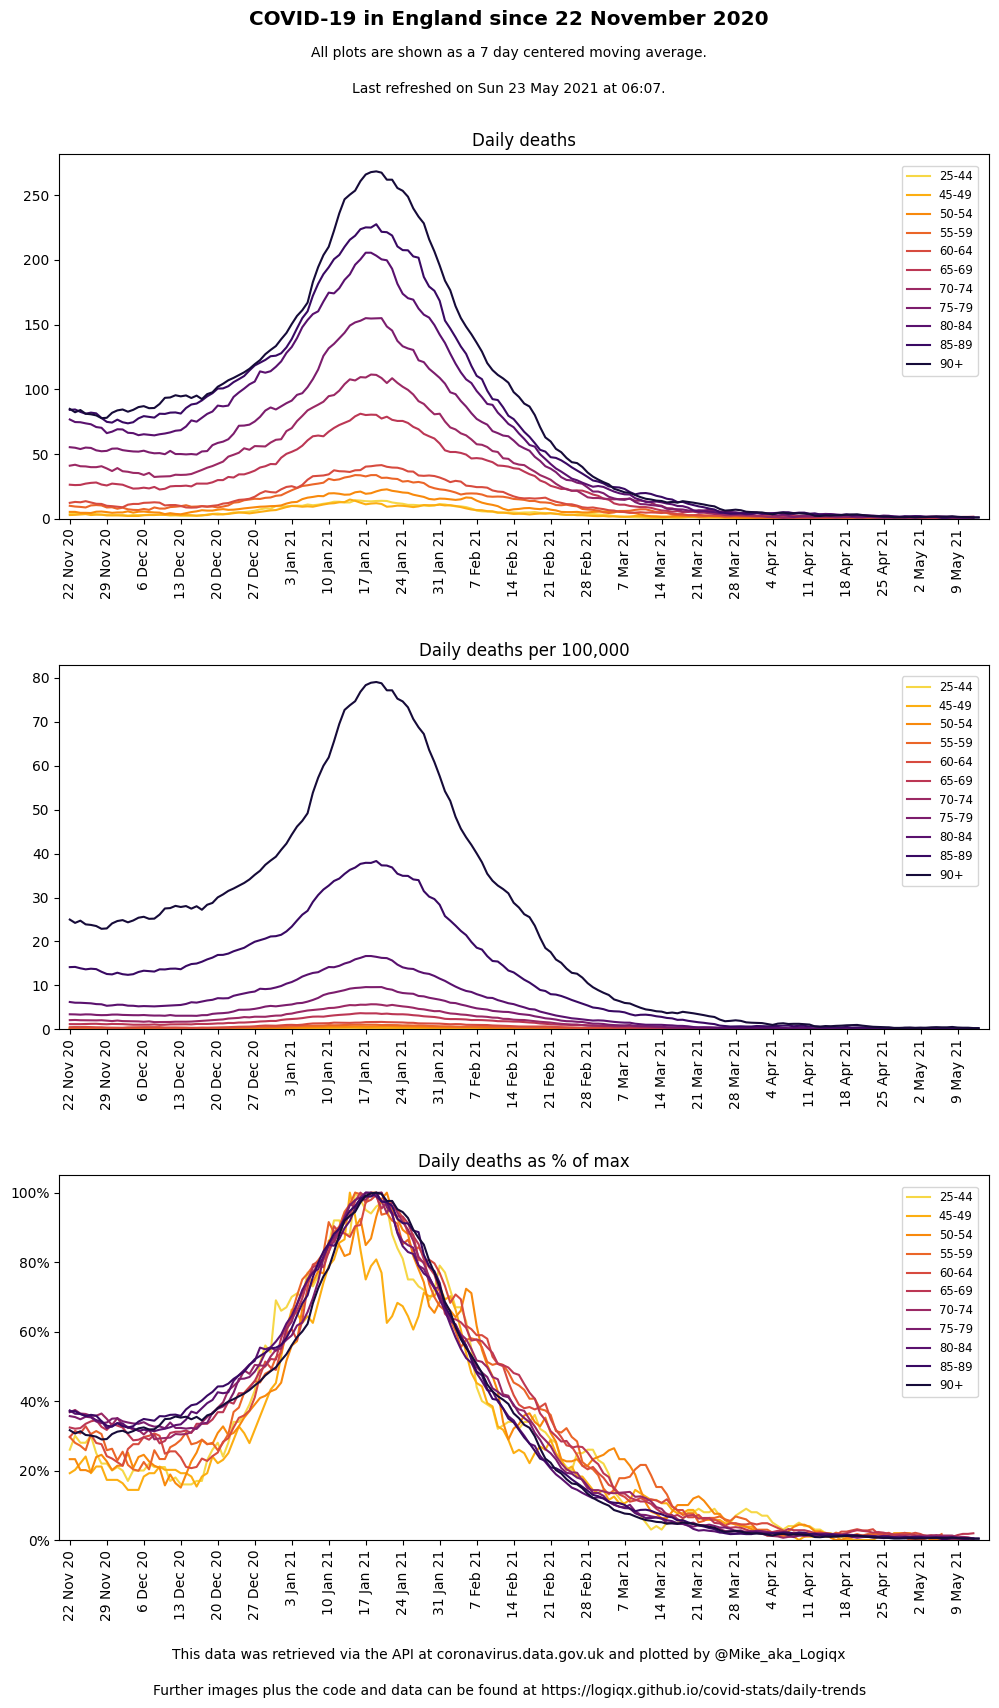 COVID-19 in England since 22 November 2020
All plots are shown as a 7 day centered moving average.
Last refreshed on Sun 23 May 2021 at 06:07.
Daily deaths
250
200
150
100
50
0
25-44
45-49
50-54
55-59
60-64
65-69
70-74
75-79
80-84
85-89
90+
22 Nov 20
29 Nov 20
6 Dec 20
13 Dec 20
20 Dec 20
27 Dec 20
3 Jan 21
10 Jan 21
17 Jan 21
24 Jan 21
31 Jan 21
7 Feb 21
14 Feb 21
21 Feb 21
28 Feb 21
7 Mar 21
14 Mar 21
21 Mar 21
28 Mar 21
4 Apr 21
11 Apr 21
18 Apr 21
25 Apr 21
2 May 21
9 May 21
Daily deaths per 100,000
80
70
60
50
40
30
20
10
0
25-44
45-49
50-54
55-59
60-64
65-69
70-74
75-79
80-84
85-89
90+
22 Nov 20
29 Nov 20
6 Dec 20
13 Dec 20
20 Dec 20
27 Dec 20
3 Jan 21
10 Jan 21
17 Jan 21
24 Jan 21
31 Jan 21
7 Feb 21
14 Feb 21
21 Feb 21
28 Feb 21
7 Mar 21
14 Mar 21
21 Mar 21
28 Mar 21
4 Apr 21
11 Apr 21
18 Apr 21
25 Apr 21
2 May 21
9 May 21
Daily deaths as % of max
100%
80%
60%
40%
20%
0%
25-44
45-49
50-54
55-59
60-64
65-69
70-74
75-79
80-84
85-89
90+
22 Nov 20
29 Nov 20
6 Dec 20
13 Dec 20
20 Dec 20
27 Dec 20
3 Jan 21
10 Jan 21
17 Jan 21
24 Jan 21
31 Jan 21
7 Feb 21
14 Feb 21
21 Feb 21
28 Feb 21
7 Mar 21
14 Mar 21
21 Mar 21
28 Mar 21
4 Apr 21
11 Apr 21
18 Apr 21
25 Apr 21
2 May 21
9 May 21
This data was retrieved via the API at coronavirus.data.gov.uk and plotted by @Mike_aka_Logiqx
Further images plus the code and data can be found at https://logiqx.github.io/covid-stats/daily-trends